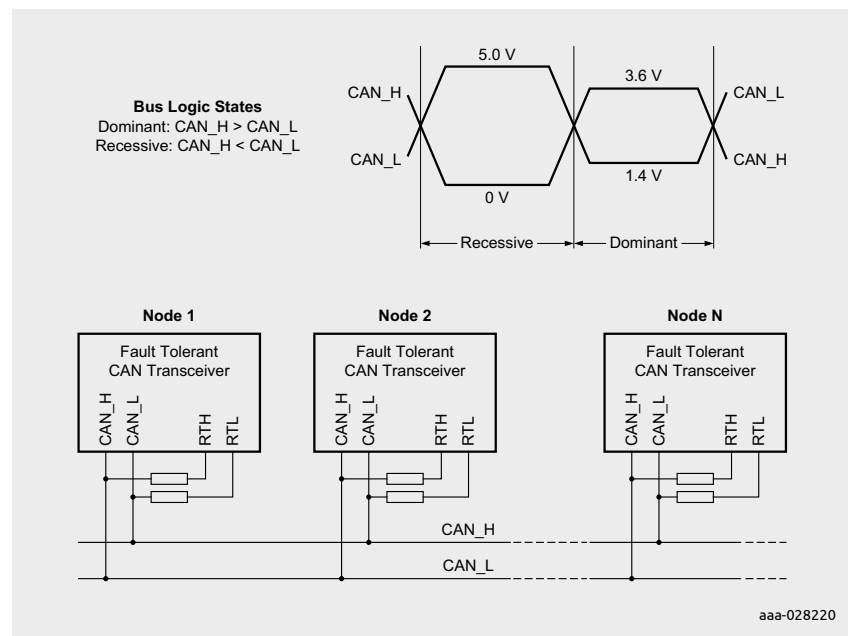 Bus Logic States
Dominant: CAN_H > CAN_L
Recessive: CAN_H < CAN_L
5.0 V
3.6 V
CAN_H
CAN_L
CAN_L
CAN_H
1.4 V
0 V
Recessive
Dominant
Node 1
Fault Tolerant
CAN Transceiver
CAN_H
CAN_L
RTH
RTL
Node 2
Fault Tolerant
CAN Transceiver
CAN_H
CAN_L
RTH
RTL
Node N
Fault Tolerant
CAN Transceiver
CAN_H
CAN_L
RTH
RTL
CAN_H
CAN_L
aaa-028220